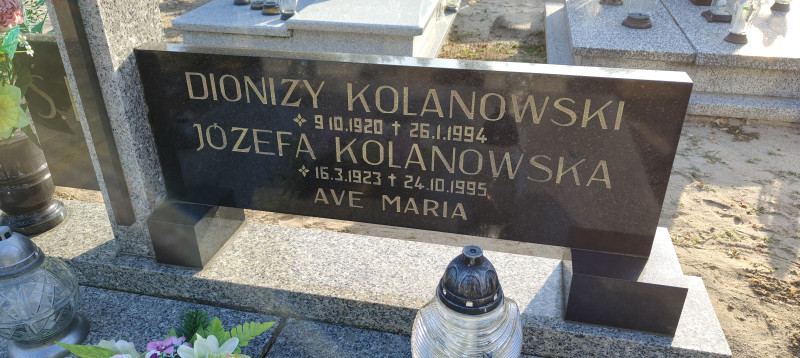 DIONIZY KOLANOWSKI
✧ 9.10.1920 ✝ 26.1.1994
JÓZEFA KOLANOWSKA
✧ 16.3.1923 ✝ 24.10.1995
AVE MARIA